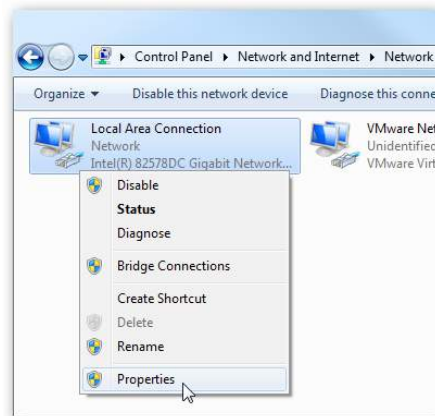 Control Panel Network and Internet Network
Organize Disable this network device Diagnose this conne
Local Area Connection
Network
Intel(R) 82578DC Gigabit Network...
VMware Net
Unidentified
VMware Virt
Disable
Status
Diagnose
Bridge Connections
Create Shortcut
Delete
Rename
Properties